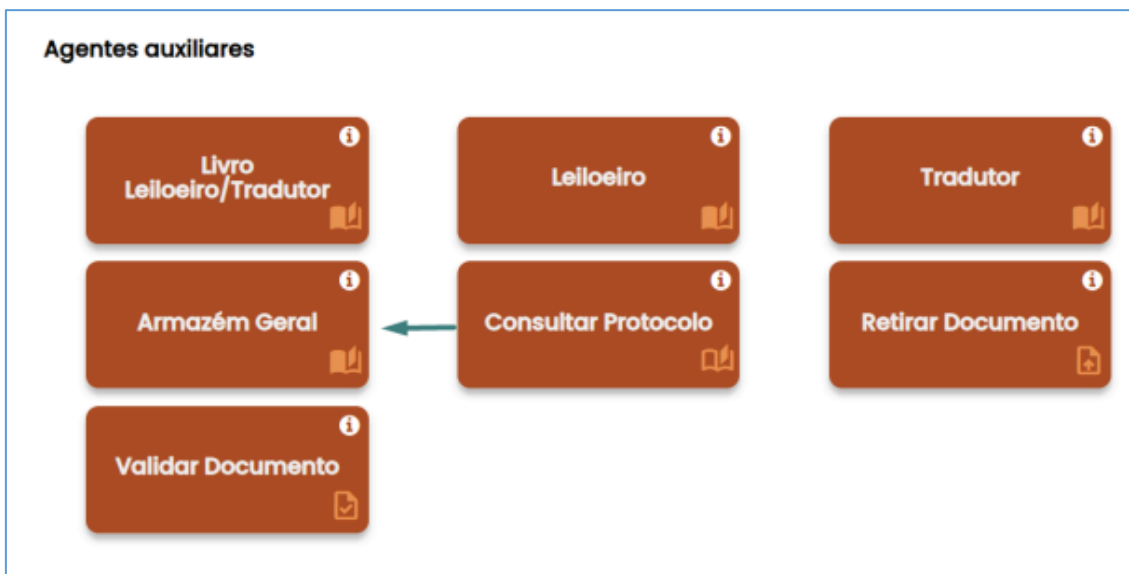 Agentes auxiliares
Livro
Leiloeiro/Tradutor
Leiloeiro
Tradutor
Armazém Geral
Consultar Protocolo
Retirar Documento
Validar Documento